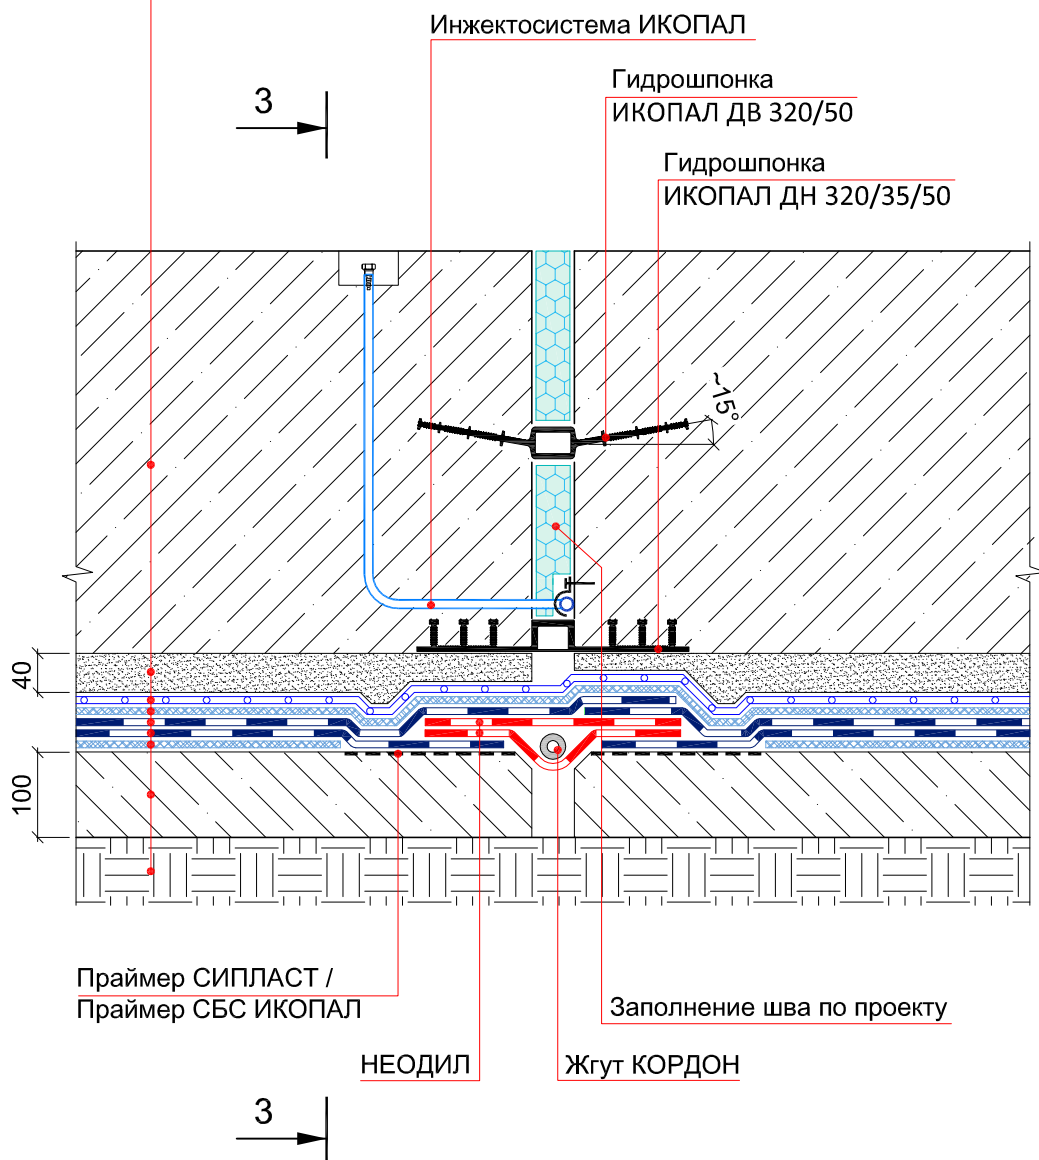 Инжектосистема ИКОПАЛ
Гидрошпонка
ИКОПАЛ ДВ 320/50
3
Гидрошпонка
ИКОПАЛ ДН 320/35/50
~15°
40
100
Праймер СИПЛАСТ /
Праймер СБС ИКОПАЛ
Заполнение шва по проекту
НЕОДИЛ
Жгут КОРДОН
3